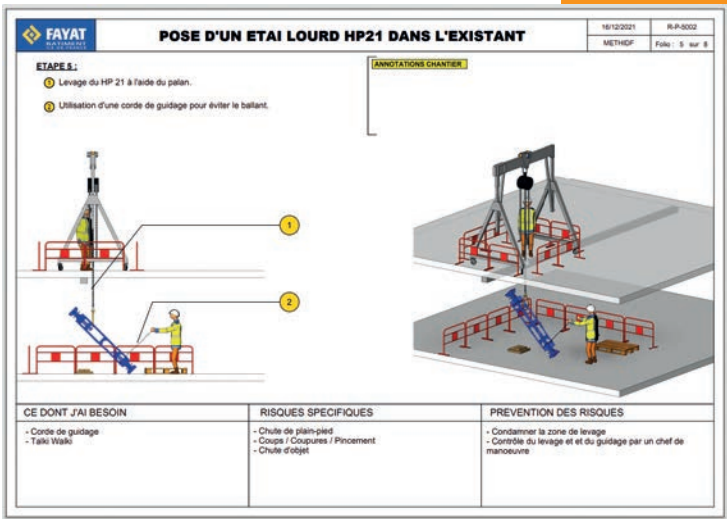 FAYAT
BATIMENT
ILE DE FRANCE
POSE D'UN ETAI LOURD HP21 DANS L'EXISTANT
16/12/2021
R-P-5002
METHIDF
Folio : 5 sur 8
ETAPE 5 :
1 Levage du HP 21 à l'aide du palan.
2 Utilisation d'une corde de guidage pour éviter le ballant.
ANNOTATIONS CHANTIER
1
2
CE DONT J'AI BESOIN
- Corde de guidage
- Talki Walki
RISQUES SPECIFIQUES
- Chute de plain-pied
- Coups / Coupures / Pincement
- Chute d'objet
PREVENTION DES RISQUES
- Condamner la zone de levage
- Contrôle du levage et et du guidage par un chef de
manoeuvre